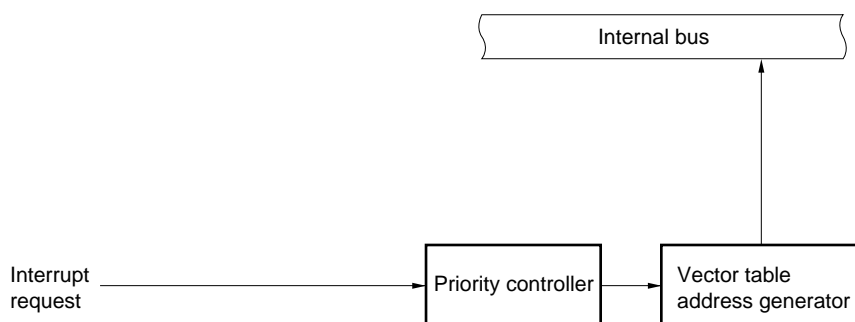 Internal bus
Interrupt
request
Priority controller
Vector table
address generator